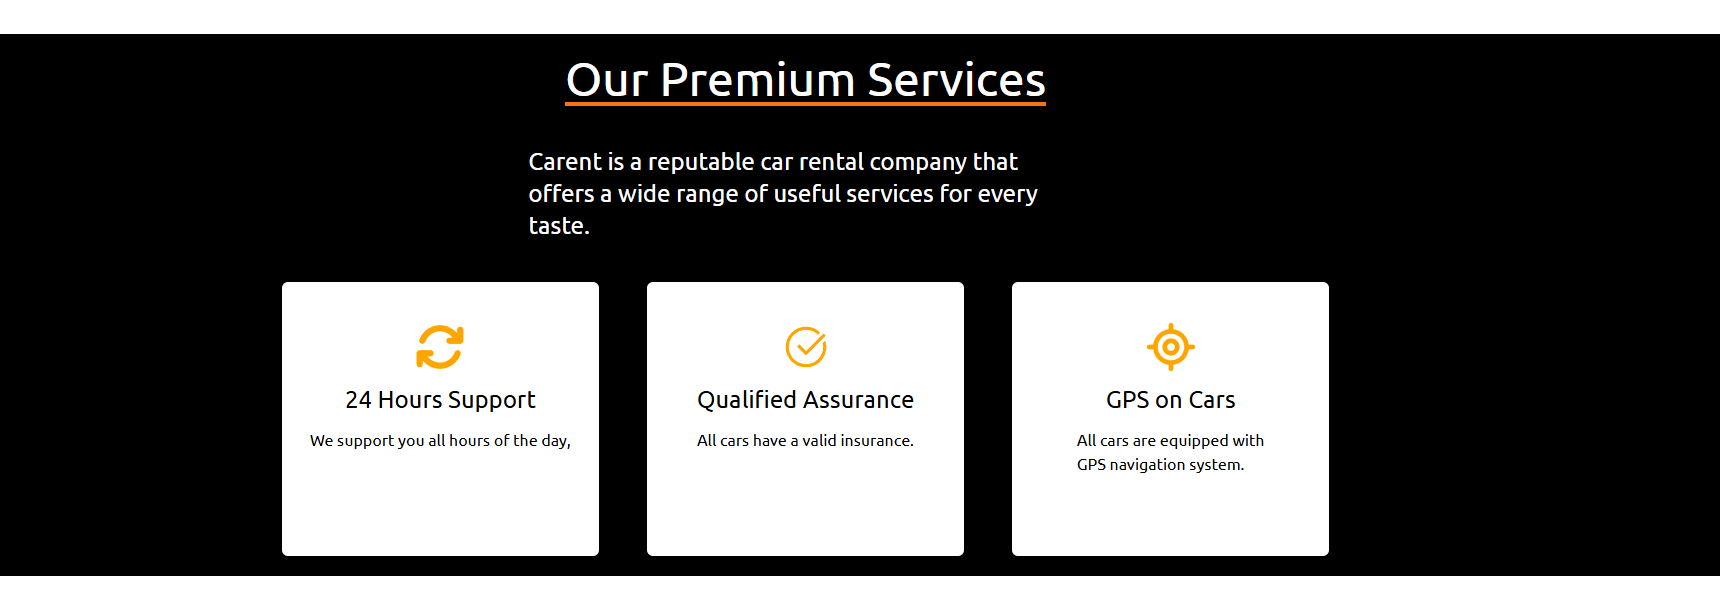 Our Premium Services
Carent is a reputable car rental company that
offers a wide range of useful services for every
taste.
24 Hours Support
We support you all hours of the day,
Qualified Assurance
All cars have a valid insurance.
GPS on Cars
All cars are equipped with
GPS navigation system.